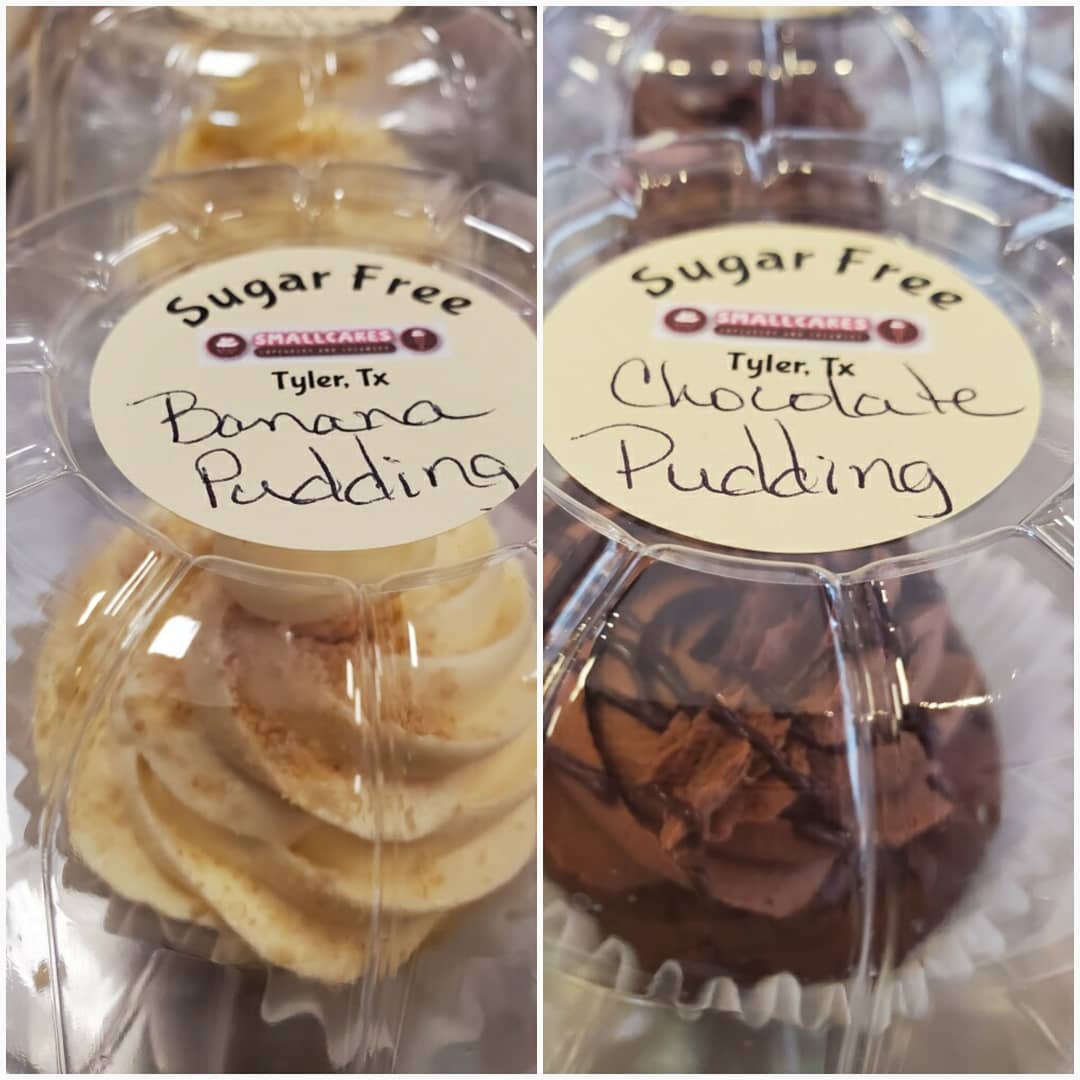 Sugar Free
SMALLCAKES
Tyler, Tx
Banana
Pudding
Sugar Free
SMALLCAKES
Tyler, Tx
Chocolate
Pudding